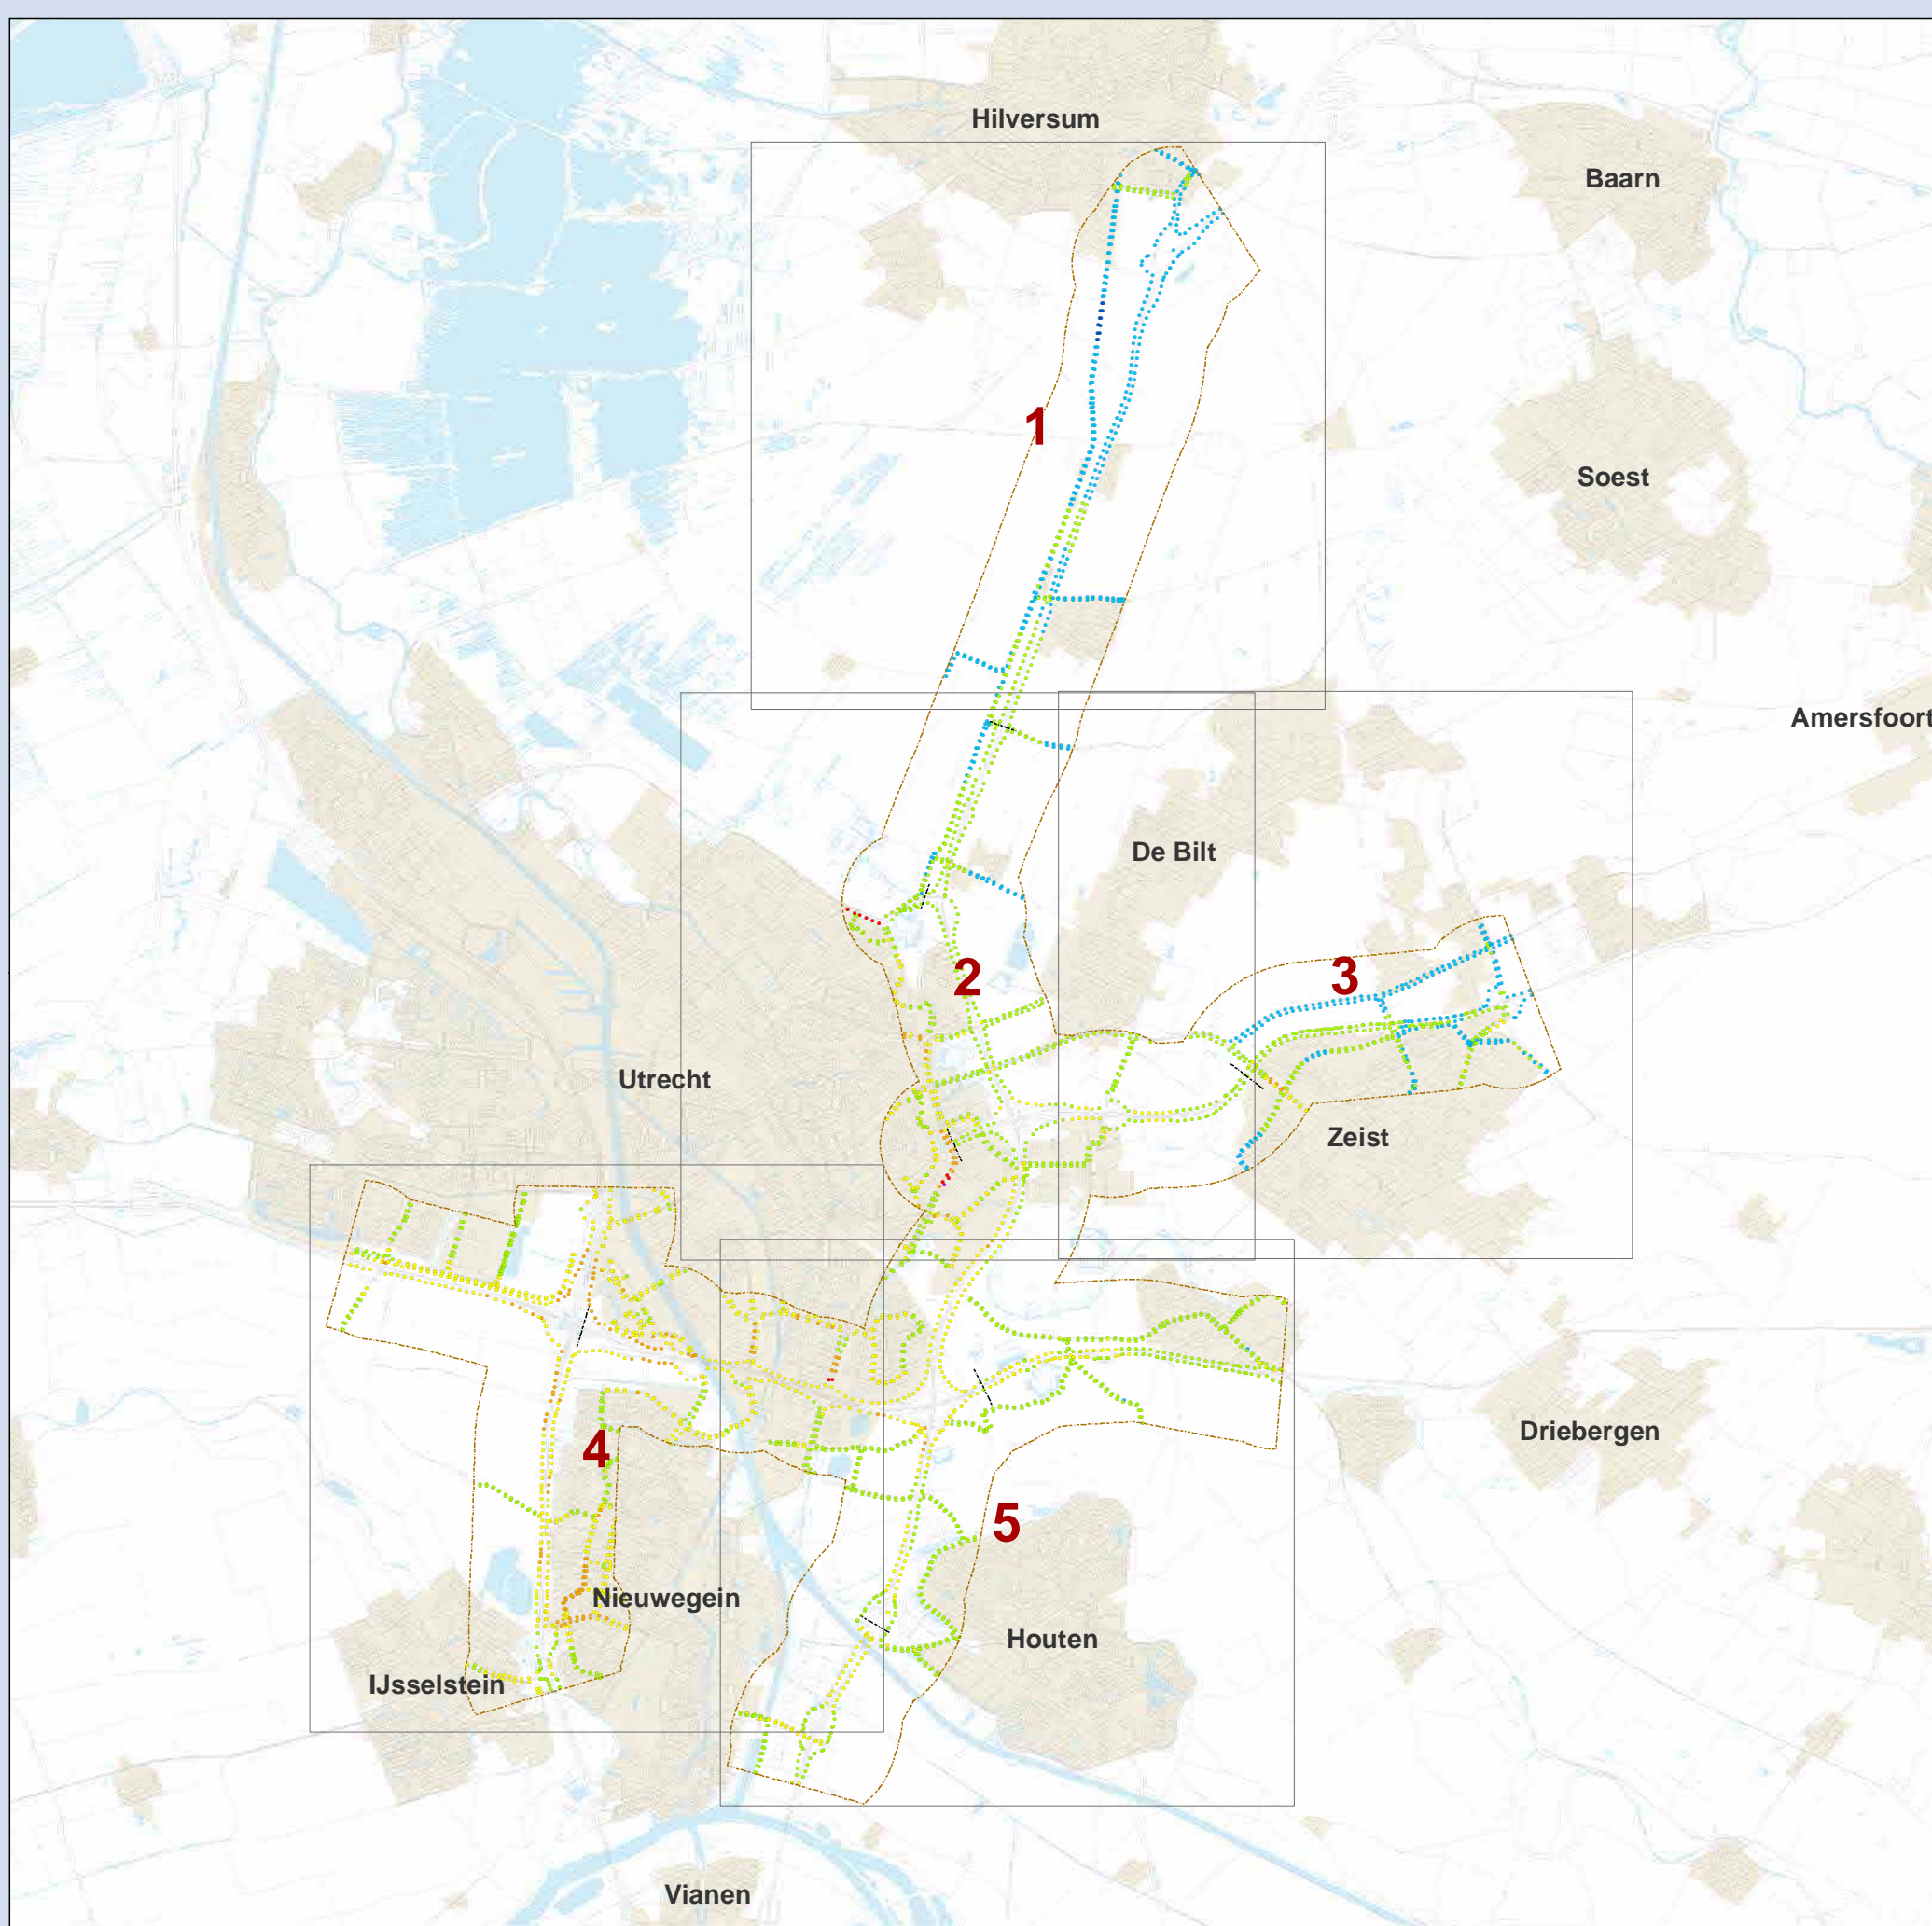 Hilversum
Baarn
1
Soest
Amersfoort
De Bilt
2
3
Utrecht
Zeist
Driebergen
4
5
Nieuwegein
Houten
IJsselstein
Vianen